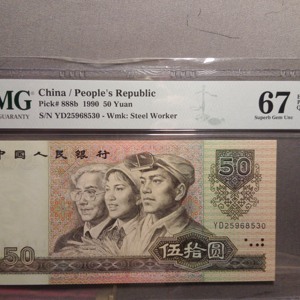 MG
GUARANTY
China / People's Republic
Pick# 888b 1990 50 Yuan
S/N YD25968530 - Wmk: Steel Worker
67
Superb Gem Unc
中国人民银行
50
YD25968530
50
伍拾圆